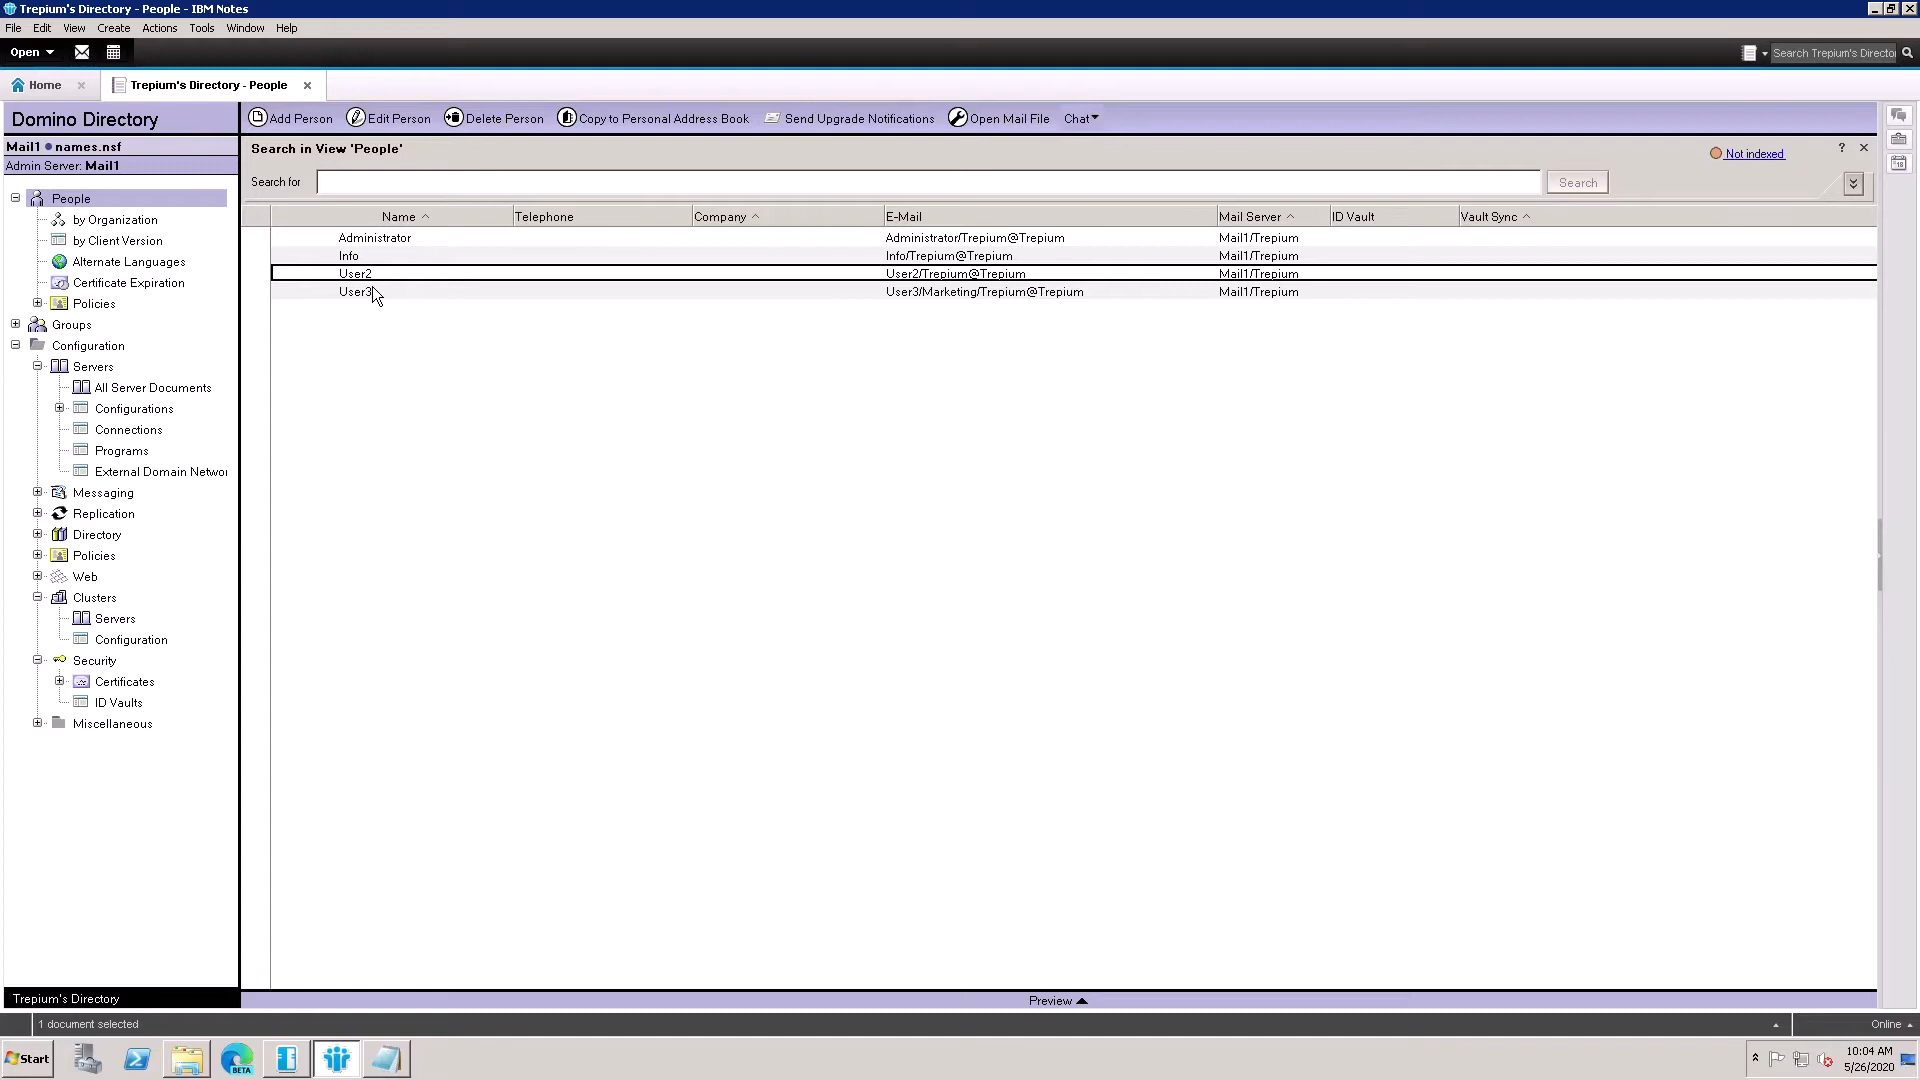 Trepium's Directory - People - IBM Notes
File Edit View Create Actions Tools Window Help
Open Search Trepium's Directo
Home Trepium's Directory - People
Domino Directory
Mail1 names.nsf
Admin Server: Mail1
Add Person Edit Person Delete Person Copy to Personal Address Book Send Upgrade Notifications Open Mail File Chat
Search in View 'People'
Not indexed ?
Search for Search
Name Telephone Company E-Mail Mail Server ID Vault Vault Sync
Administrator Administrator/Trepium@Trepium Mail1/Trepium
Info Info/Trepium@Trepium Mail1/Trepium
User2 User2/Trepium@Trepium Mail1/Trepium
User3 User3/Marketing/Trepium@Trepium Mail1/Trepium
People
by Organization
by Client Version
Alternate Languages
Certificate Expiration
Policies
Groups
Configuration
Servers
All Server Documents
Configurations
Connections
Programs
External Domain Networ
Messaging
Replication
Directory
Policies
Web
Clusters
Servers
Configuration
Security
Certificates
ID Vaults
Miscellaneous
Trepium's Directory
Preview
1 document selected
Online
Start
BETA
10:04 AM
5/26/2020